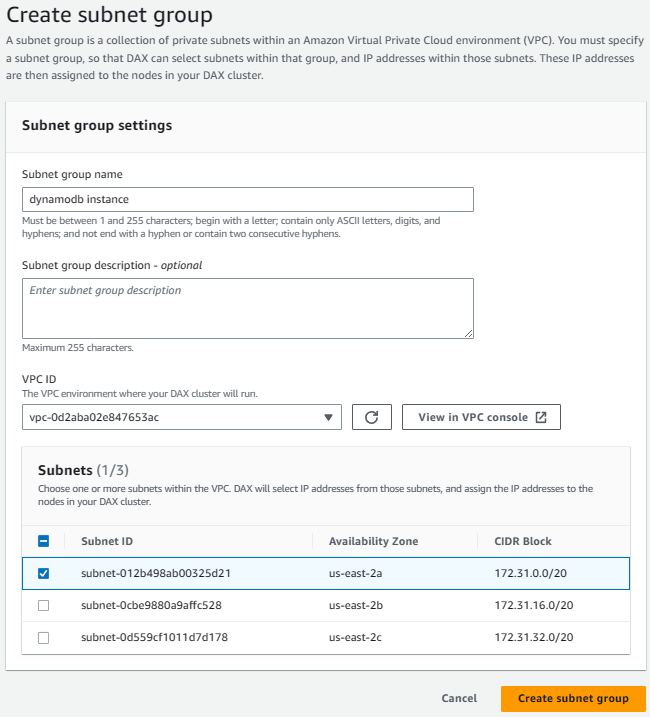 Create subnet group
A subnet group is a collection of private subnets within an Amazon Virtual Private Cloud environment (VPC). You must specify
a subnet group, so that DAX can select subnets within that group, and IP addresses within those subnets. These IP addresses
are then assigned to the nodes in your DAX cluster.
Subnet group settings
Subnet group name
dynamodb instance
Must be between 1 and 255 characters; begin with a letter; contain only ASCII letters, digits, and
hyphens; and not end with a hyphen or contain two consecutive hyphens.
Subnet group description - optional
Enter subnet group description
Maximum 255 characters.
VPC ID
The VPC environment where your DAX cluster will run.
vpc-0d2aba02e847653ac
View in VPC console
Subnets (1/3)
Choose one or more subnets within the VPC. DAX will select IP addresses from those subnets, and assign the IP addresses to the
nodes in your DAX cluster.
Subnet ID Availability Zone CIDR Block
subnet-012b498ab00325d21 us-east-2a 172.31.0.0/20
subnet-0cbe9880a9affc528 us-east-2b 172.31.16.0/20
subnet-0d559cf1011d7d178 us-east-2c 172.31.32.0/20
Cancel Create subnet group